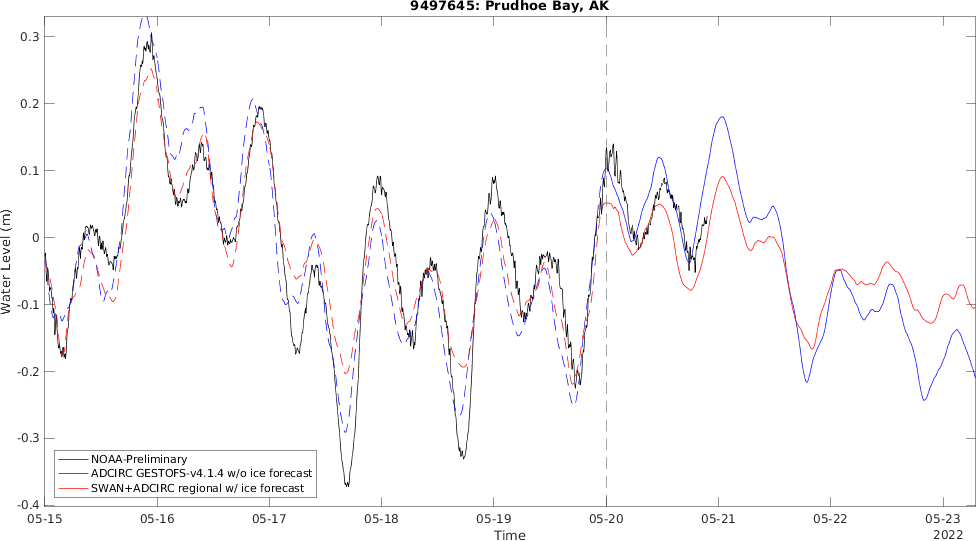 9497645: Prudhoe Bay, AK
Water Level (m)
0.3
0.2
0.1
0
-0.1
-0.2
-0.3
-0.4
NOAA-Preliminary
ADCIRC GESTOFS-v4.1.4 w/o ice forecast
SWAN+ADCIRC regional w/ ice forecast
05-15 05-16 05-17 05-18 05-19 05-20 05-21 05-22 05-23
Time
2022